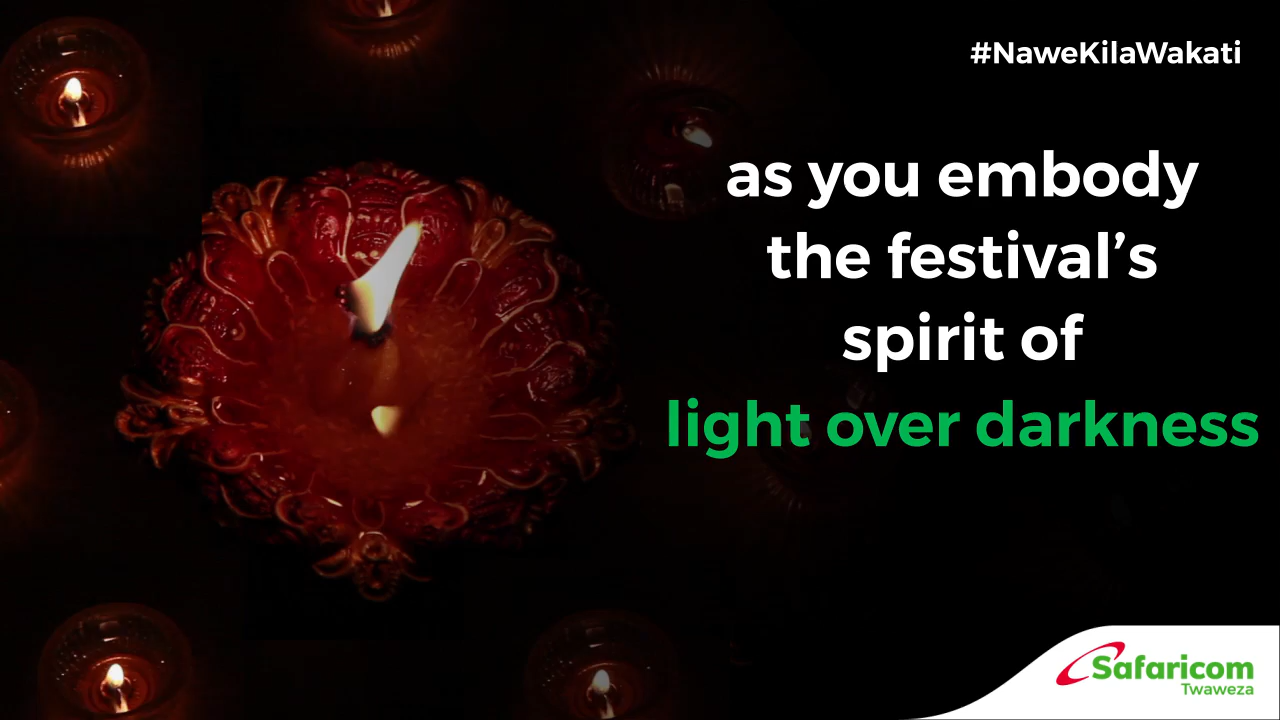 #NaweKilaWakati
as you embody
the festival’s
spirit of
light over darkness
Safaricom
Twaweza